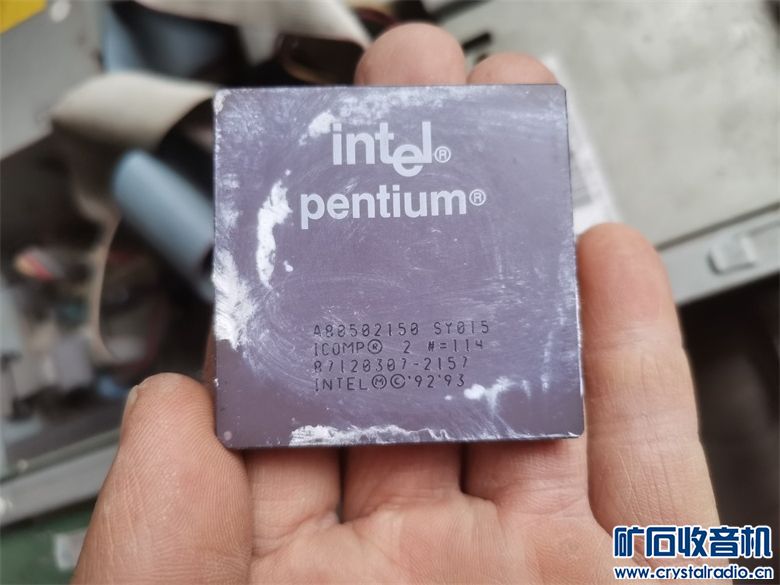 intel®
pentium®
A80502150 SY015
ICOMP® 2 #=114
R7120307-2157
INTEL Ⓜ © '92 '93
矿石收音机
www.crystalradio.cn